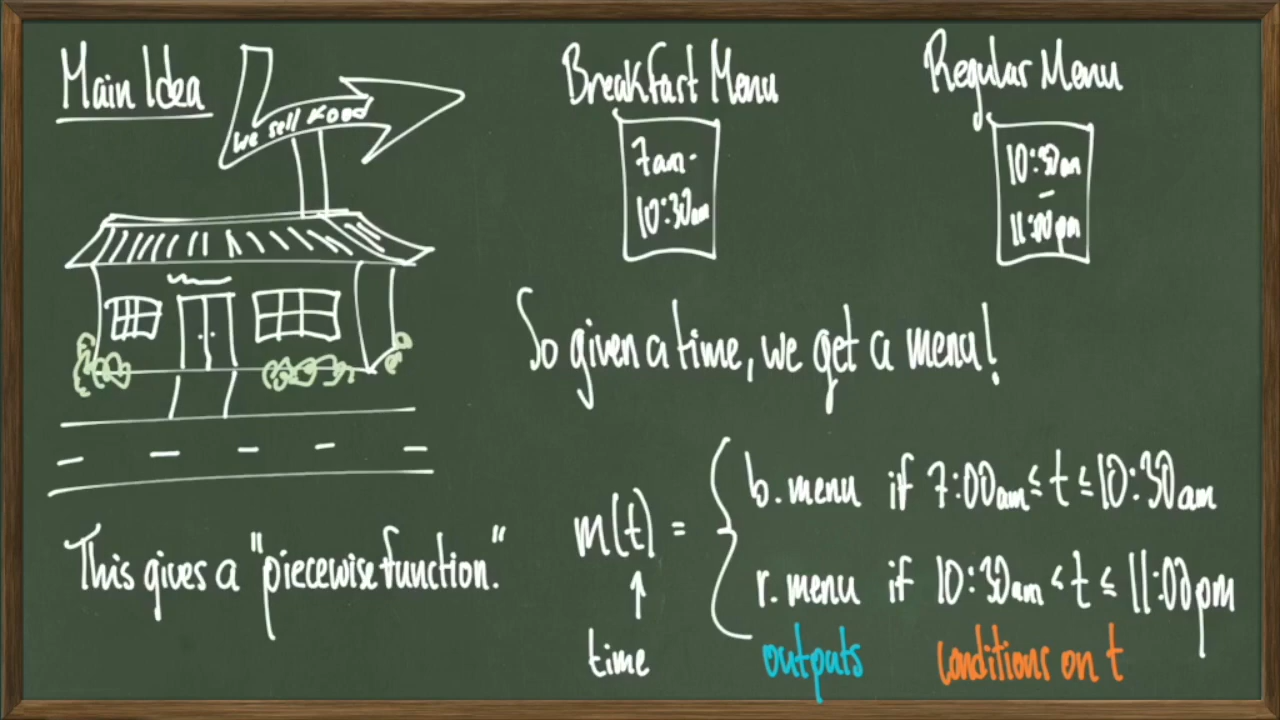 Main Idea
we sell food
Breakfast Menu
7am-
10:30am
Regular Menu
10:30am
-
11:00pm
So given a time, we get a menu!
This gives a "piecewise function."
m(t) = { b. menu if 7:00am ≤ t ≤ 10:30am
r. menu if 10:30am < t ≤ 11:00pm
time
outputs
conditions on t